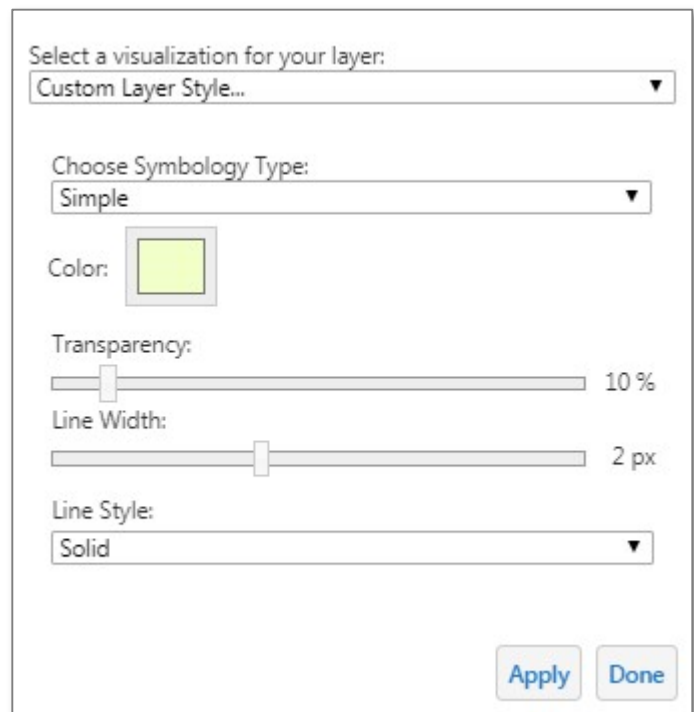 Select a visualization for your layer:
Custom Layer Style...
Choose Symbology Type:
Simple
Color:
Transparency:
10 %
Line Width:
2 px
Line Style:
Solid
Apply Done